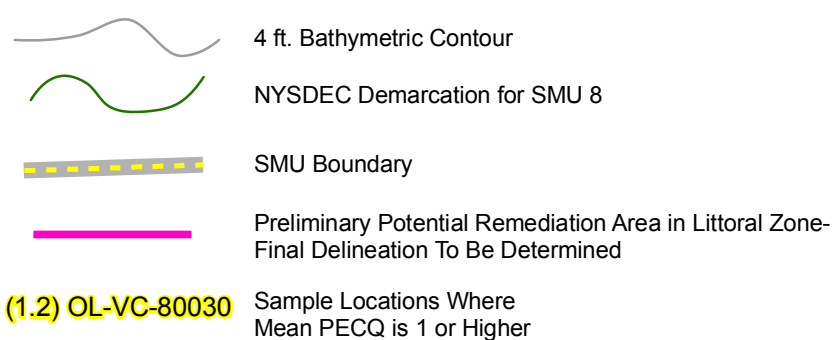 4 ft. Bathymetric Contour
NYSDEC Demarcation for SMU 8
SMU Boundary
Preliminary Potential Remediation Area in Littoral Zone-
Final Delineation To Be Determined
(1.2) OL-VC-80030
Sample Locations Where
Mean PECQ is 1 or Higher